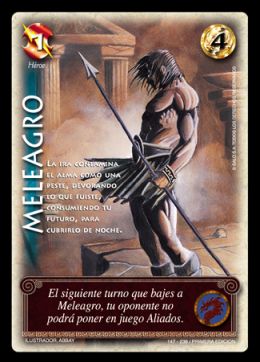 1
4
Héroe
MELEAGRO
LA IRA CONTAMINA
EL ALMA COMO UNA
PESTE, DEVORANDO
LO QUE FUISTE,
CONSUMIENDO TU
FUTURO, PARA
CUBRIRLO DE NOCHE.
El siguiente turno que bajes a
Meleagro, tu oponente no
podrá poner en juego Aliados.
ILUSTRADOR, ABBAY
147 - 236 / PRIMERA EDICION